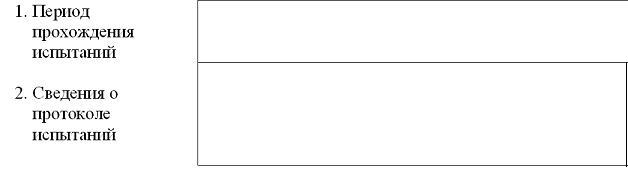 1. Период
прохождения
испытаний
2. Сведения о
протоколе
испытаний